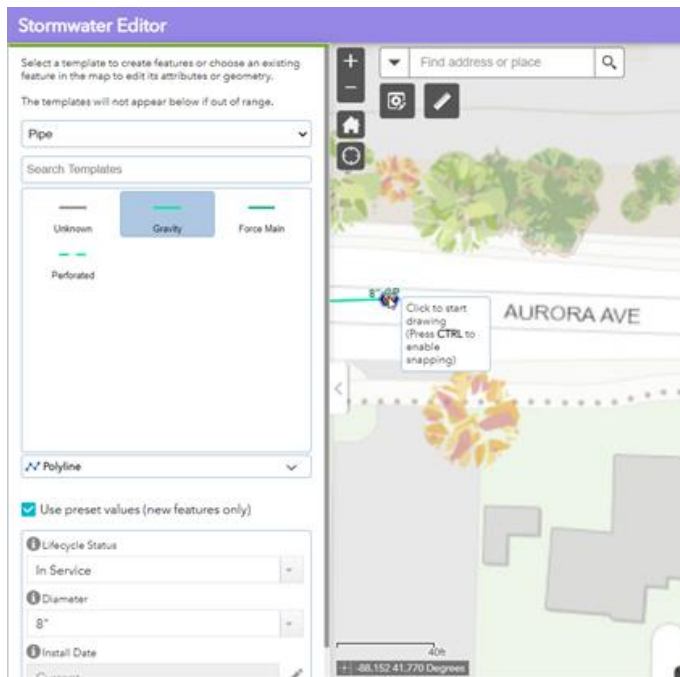 Stormwater Editor
Select a template to create features or choose an existing
feature in the map to edit its attributes or geometry.
The templates will not appear below if out of range.
Pipe
Search Templates
Unknown
Gravity
Force Main
Perforated
Polyline
Use preset values (new features only)
Lifecycle Status
In Service
Diameter
8"
Install Date
Find address or place
8"
Click to start
drawing
(Press CTRL to
enable
snapping)
AURORA AVE
40ft
-88.152 41.770 Degrees